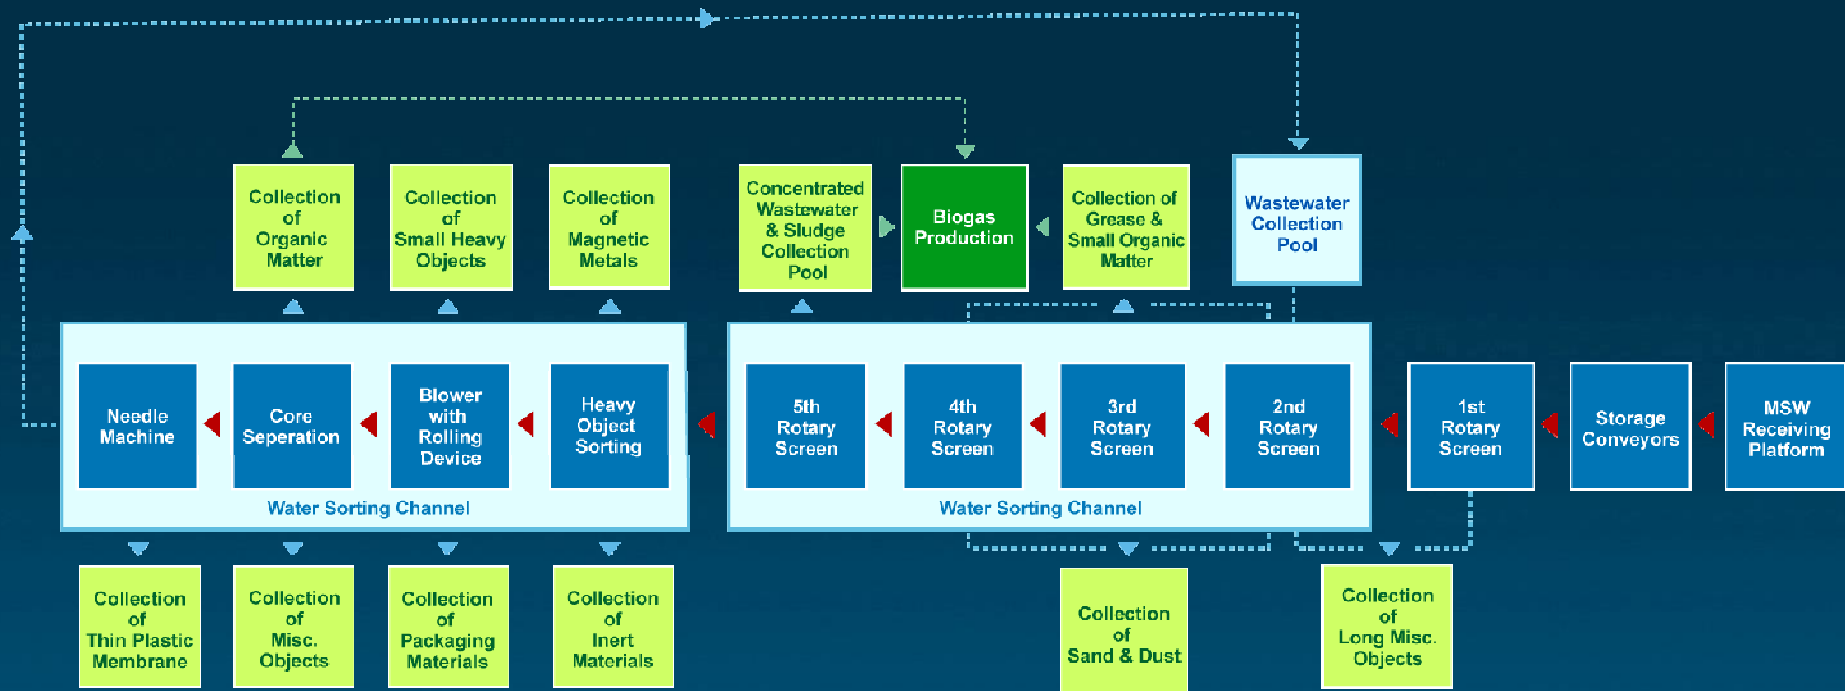 Collection
of
Organic
Matter
Collection
of
Small Heavy
Objects
Collection
of
Magnetic
Metals
Concentrated
Wastewater
& Sludge
Collection
Pool
Biogas
Production
Collection of
Grease &
Small Organic
Matter
Wastewater
Collection
Pool
Needle
Machine
Core
Seperation
Blower
with
Rolling
Device
Heavy
Object
Sorting
5th
Rotary
Screen
4th
Rotary
Screen
3rd
Rotary
Screen
2nd
Rotary
Screen
1st
Rotary
Screen
Storage
Conveyors
MSW
Receiving
Platform
Water Sorting Channel
Water Sorting Channel
Collection
of
Thin Plastic
Membrane
Collection
of
Misc.
Objects
Collection
of
Packaging
Materials
Collection
of
Inert
Materials
Collection
of
Sand & Dust
Collection
of
Long Misc.
Objects